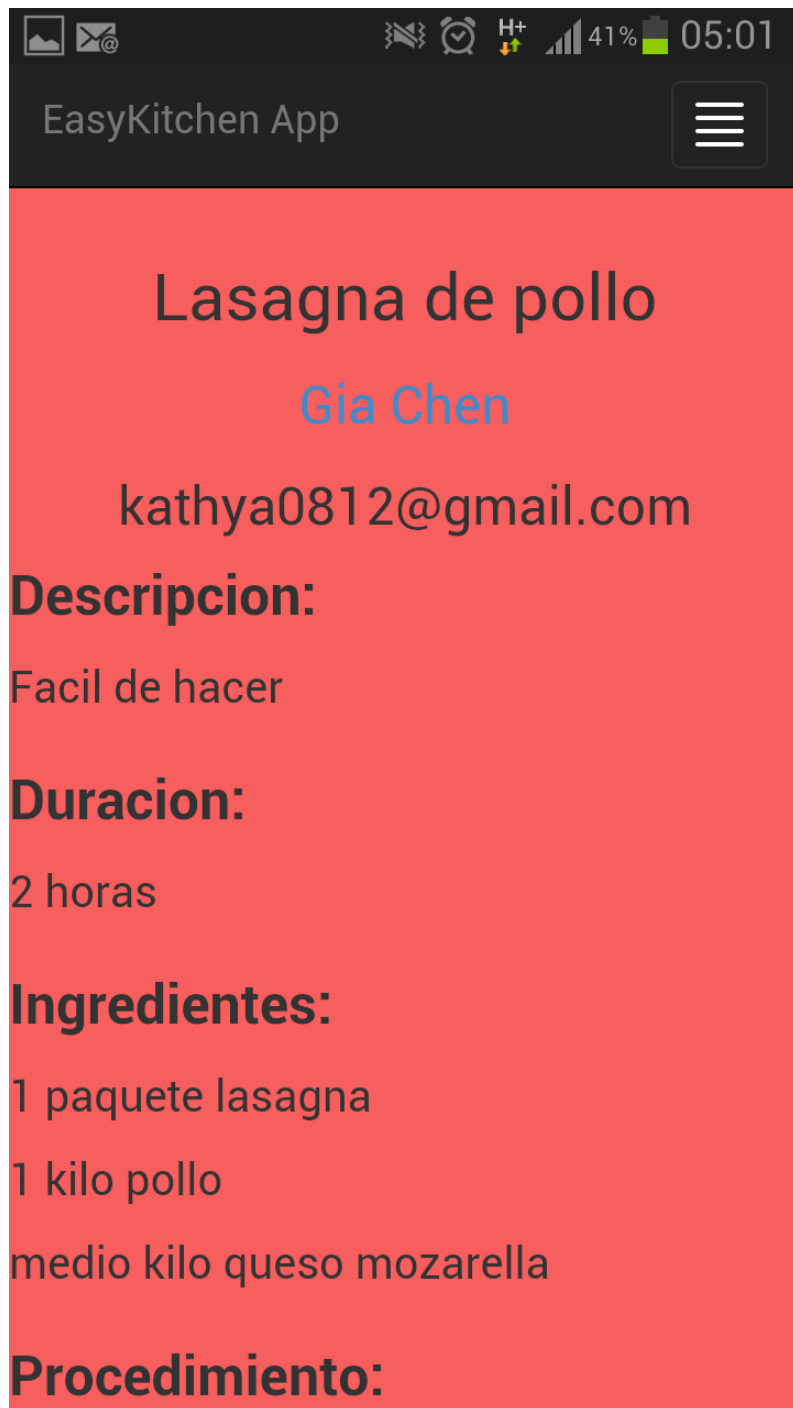 H+ 41% 05:01
EasyKitchen App
Lasagna de pollo
Gia Chen
kathya0812@gmail.com
Descripcion:
Facil de hacer
Duracion:
2 horas
Ingredientes:
1 paquete lasagna
1 kilo pollo
medio kilo queso mozarella
Procedimiento: